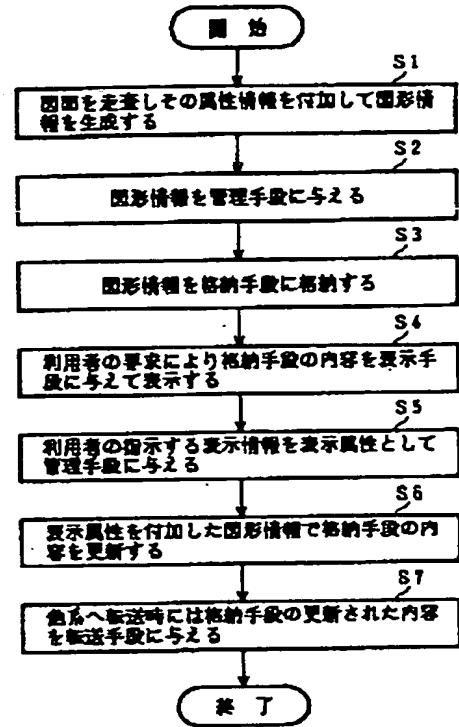 開 始
S1
図面を走査しその属性情報を付加して図形情
報を生成する
S2
図形情報を管理手段に与える
S3
図形情報を格納手段に格納する
S4
利用者の要求により格納手段の内容を表示手
段に与えて表示する
S5
利用者の指示する表示情報を表示属性として
管理手段に与える
S6
表示属性を付加した図形情報で格納手段の内
容を更新する
S7
他系へ転送時には格納手段の更新された内容
を転送手段に与える
終 了